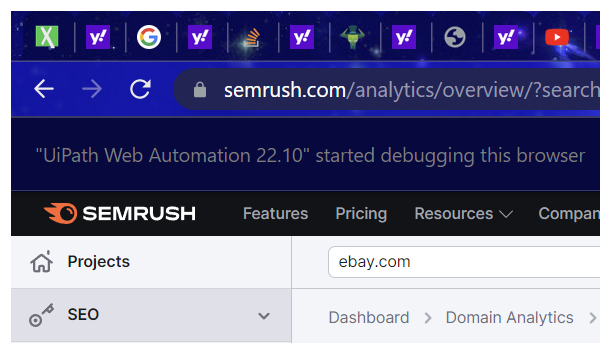 semrush.com/analytics/overview/?search
"UiPath Web Automation 22.10" started debugging this browser
SEMRUSH Features Pricing Resources Compan
Projects
ebay.com
SEO
Dashboard > Domain Analytics >